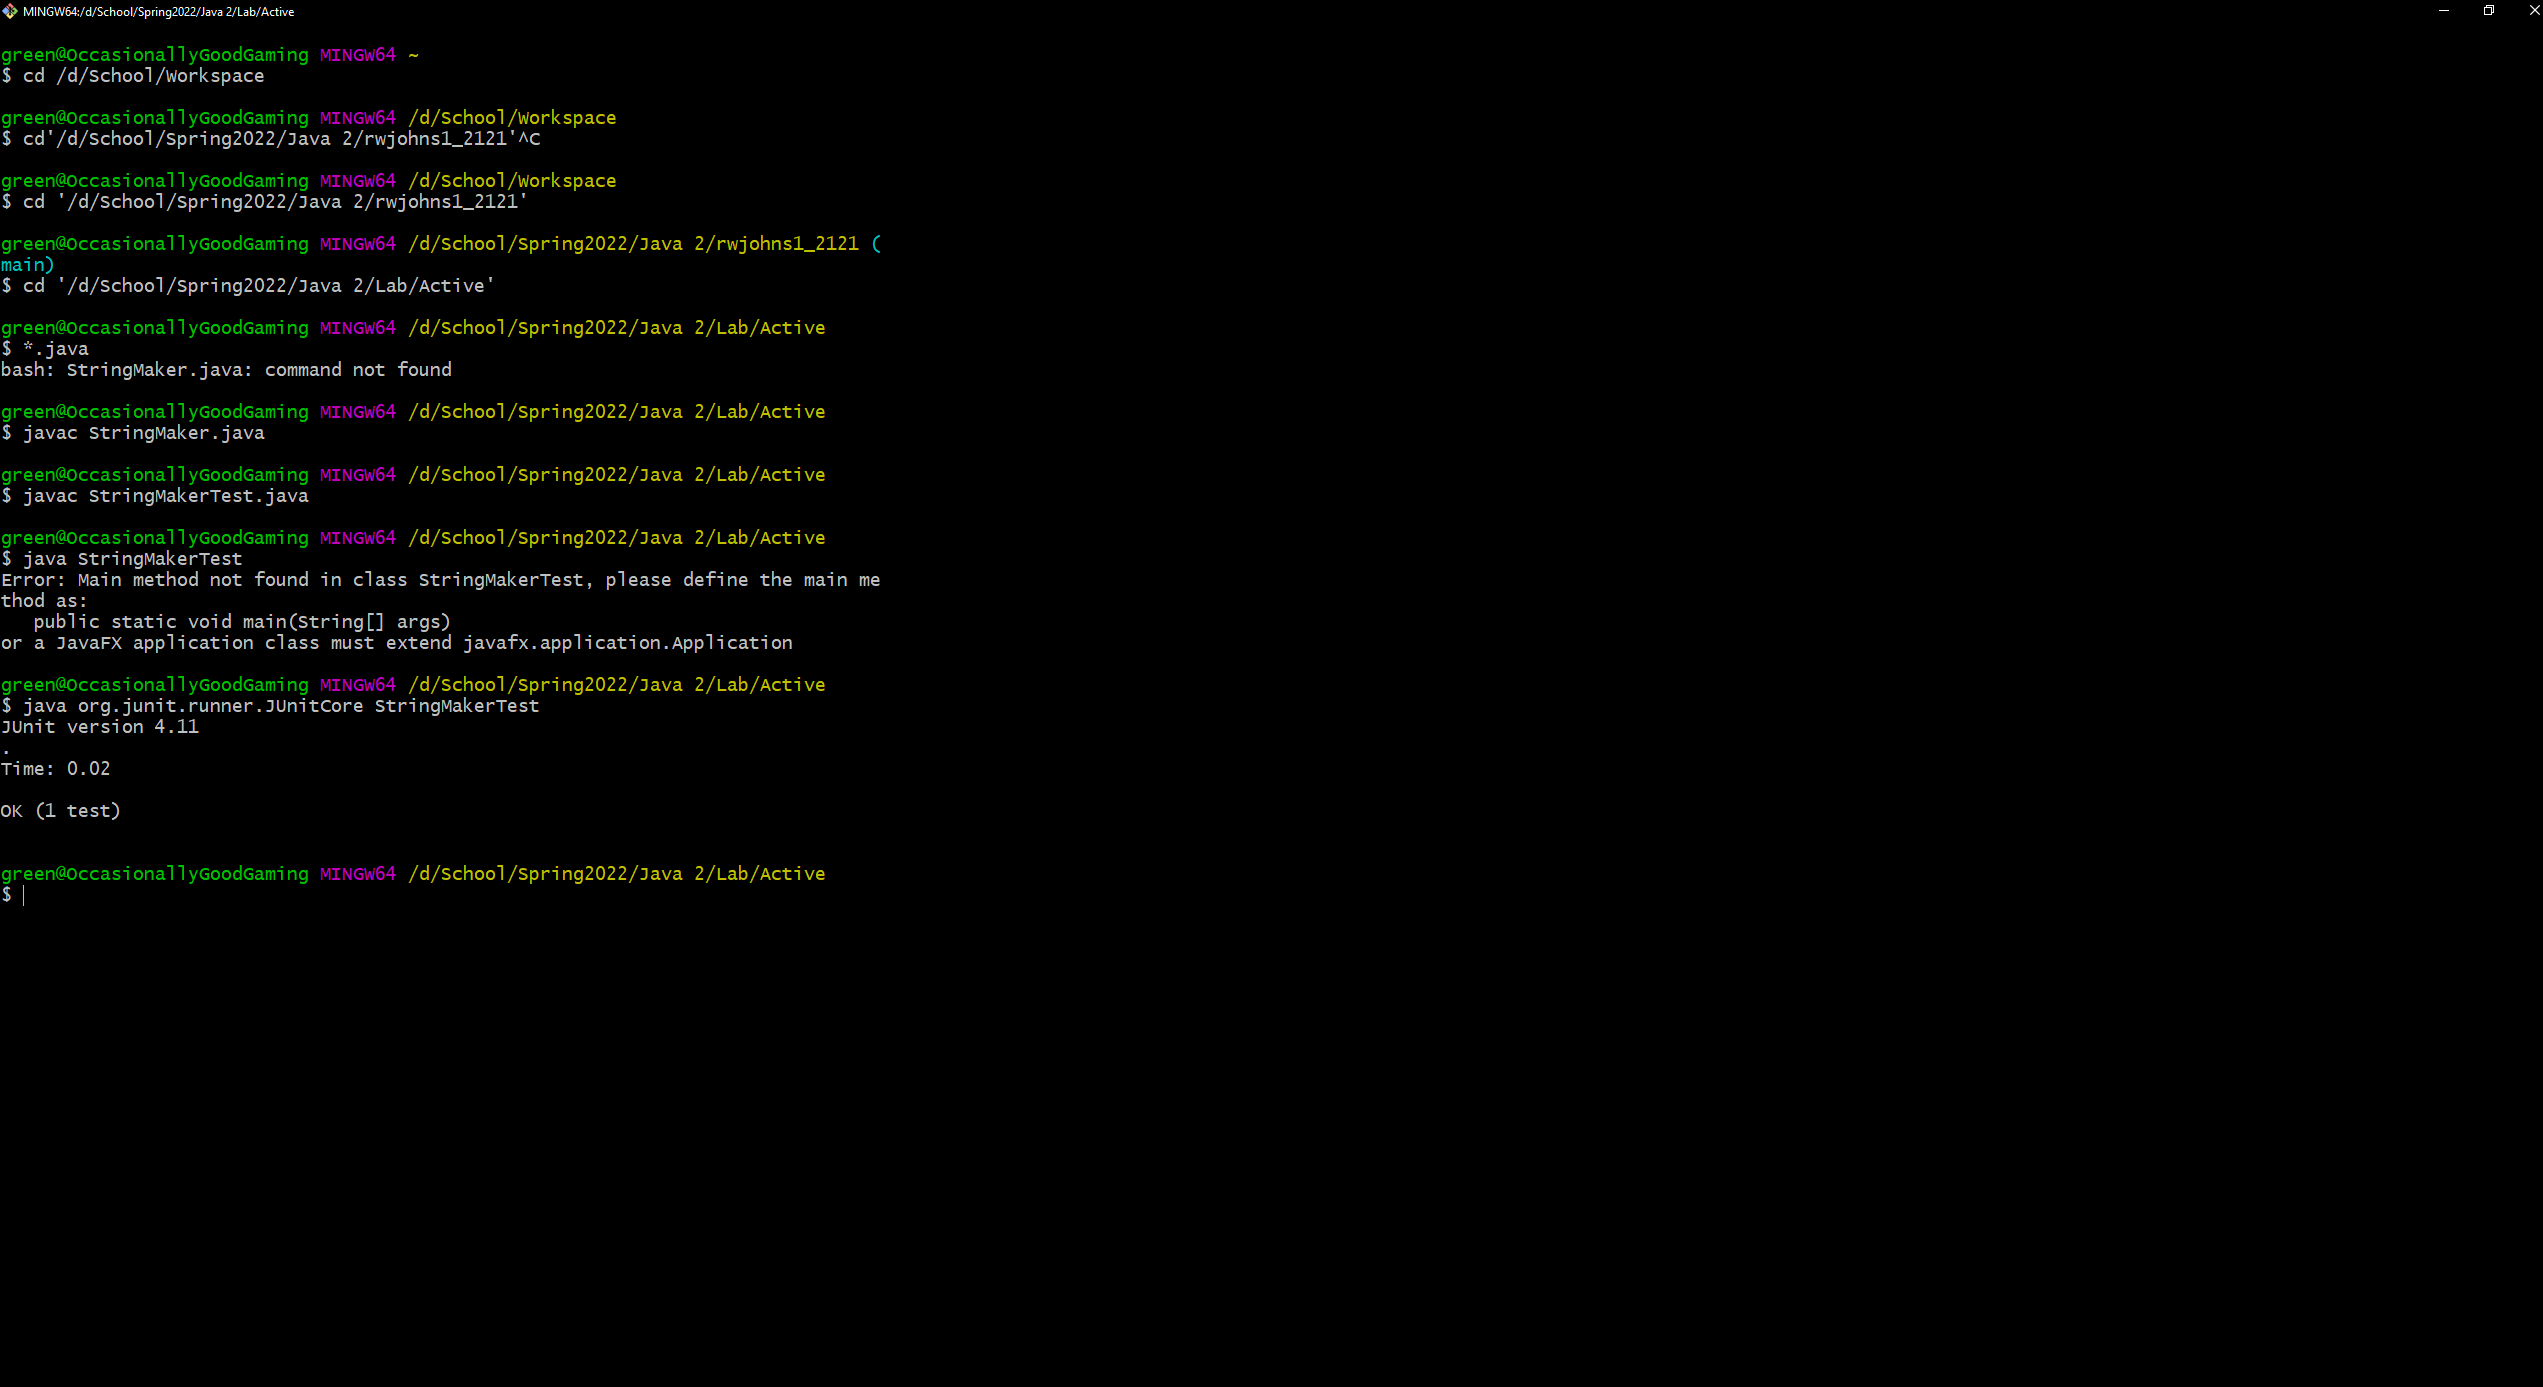 MINGW64:/d/School/Spring2022/Java 2/Lab/Active
green@OccasionallyGoodGaming MINGW64 ~
$ cd /d/School/Workspace
green@OccasionallyGoodGaming MINGW64 /d/School/Workspace
$ cd'/d/School/Spring2022/Java 2/rwjohns1_2121'^C
green@OccasionallyGoodGaming MINGW64 /d/School/Workspace
$ cd '/d/School/Spring2022/Java 2/rwjohns1_2121'
green@OccasionallyGoodGaming MINGW64 /d/School/Spring2022/Java 2/rwjohns1_2121 (
main)
$ cd '/d/School/Spring2022/Java 2/Lab/Active'
green@OccasionallyGoodGaming MINGW64 /d/School/Spring2022/Java 2/Lab/Active
$ *.java
bash: StringMaker.java: command not found
green@OccasionallyGoodGaming MINGW64 /d/School/Spring2022/Java 2/Lab/Active
$ javac StringMaker.java
green@OccasionallyGoodGaming MINGW64 /d/School/Spring2022/Java 2/Lab/Active
$ javac StringMakerTest.java
green@OccasionallyGoodGaming MINGW64 /d/School/Spring2022/Java 2/Lab/Active
$ java StringMakerTest
Error: Main method not found in class StringMakerTest, please define the main me
thod as:
   public static void main(String[] args)
or a JavaFX application class must extend javafx.application.Application
green@OccasionallyGoodGaming MINGW64 /d/School/Spring2022/Java 2/Lab/Active
$ java org.junit.runner.JUnitCore StringMakerTest
JUnit version 4.11
.
Time: 0.02
OK (1 test)
green@OccasionallyGoodGaming MINGW64 /d/School/Spring2022/Java 2/Lab/Active
$